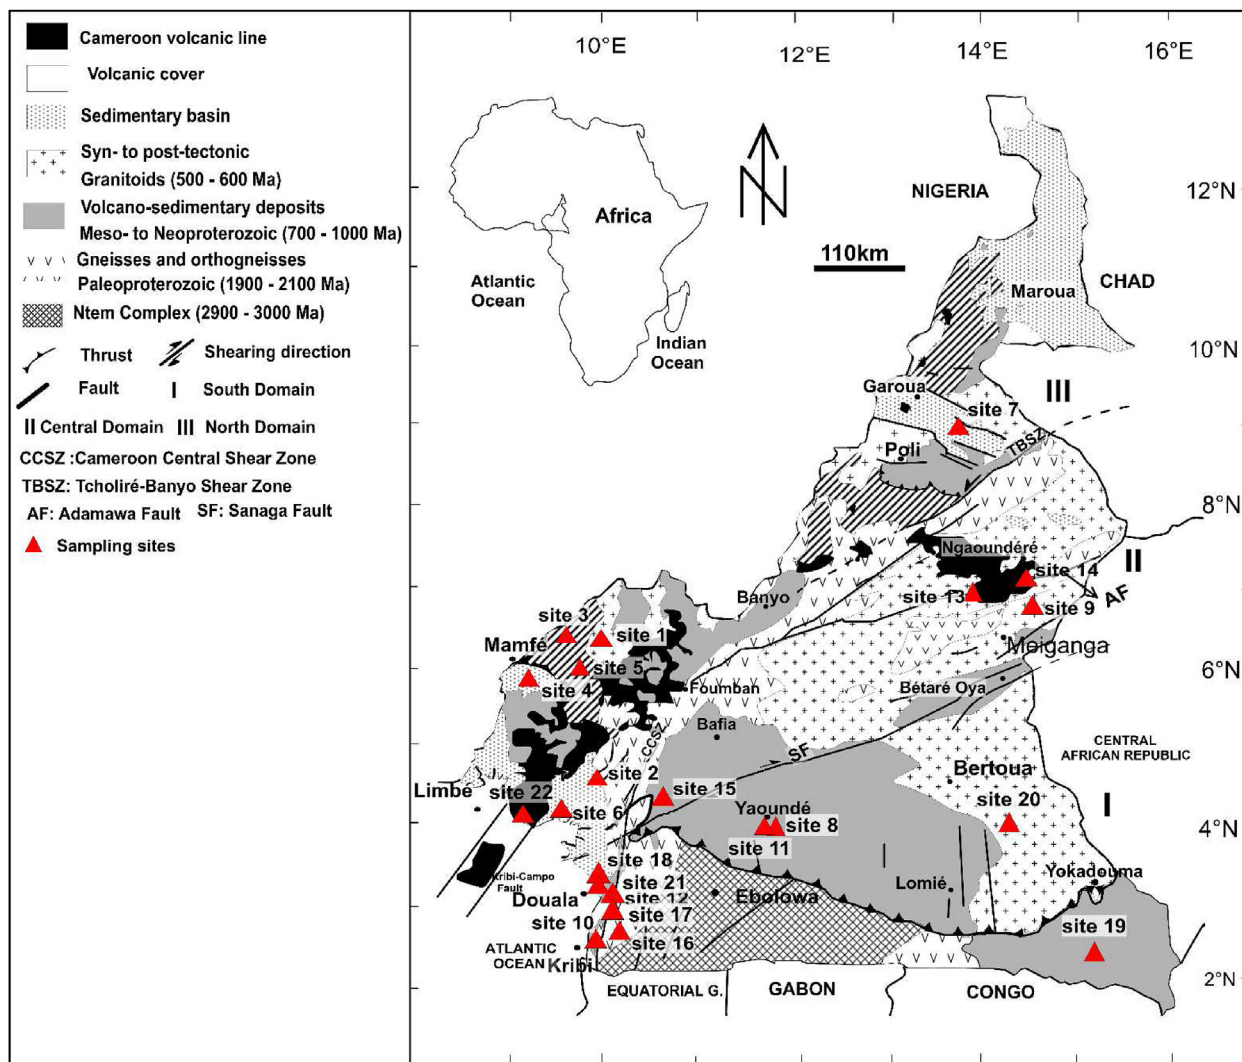 Cameroon volcanic line
Volcanic cover
Sedimentary basin
Syn- to post-tectonic
Granitoids (500 - 600 Ma)
Volcano-sedimentary deposits
Meso- to Neoproterozoic (700 - 1000 Ma)
Gneisses and orthogneisses
Paleoproterozoic (1900 - 2100 Ma)
Ntem Complex (2900 - 3000 Ma)
Thrust
Shearing direction
Fault
I South Domain
II Central Domain
III North Domain
CCSZ :Cameroon Central Shear Zone
TBSZ: Tcholiré-Banyo Shear Zone
AF: Adamawa Fault
SF: Sanaga Fault
Sampling sites
10°E
12°E
14°E
16°E
N
NIGERIA
12°N
Africa
110km
CHAD
Atlantic
Ocean
Maroua
Indian
Ocean
10°N
Garoua
III
site 7
TBSZ
Poli
8°N
Ngaoundéré
II
site 14
Banyo
site 13
AF
site 9
site 3
site 1
Mamfé
Moiganga
site 5
6°N
site 4
Foumban
Bétaré Oya
Bafia
CCSZ
SF
CENTRAL
AFRICAN REPUBLIC
site 2
Bertoua
Limbé
site 22
site 15
Yaoundé
site 20
I
site 6
site 8
4°N
site 11
site 18
Kribi-Campo
Fault
site 21
Yokadouma
Douala
site 12
Ebolowa
Lomié
site 10
site 17
site 19
site 16
ATLANTIC
OCEAN
Kribi
2°N
EQUATORIAL G.
GABON
CONGO